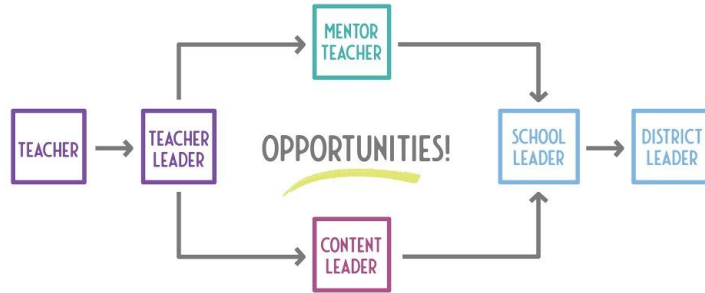 TEACHER
TEACHER
LEADER
MENTOR
TEACHER
OPPORTUNITIES!
CONTENT
LEADER
SCHOOL
LEADER
DISTRICT
LEADER